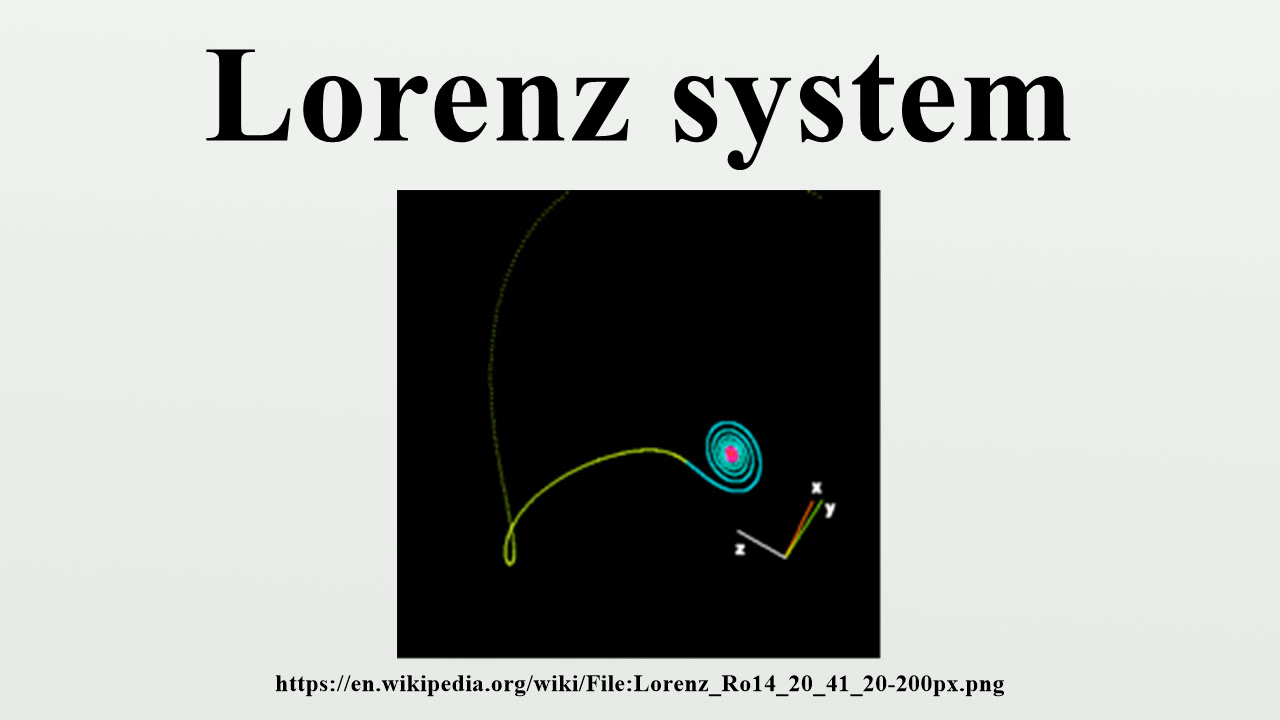 Lorenz system
x
y
z
https://en.wikipedia.org/wiki/File:Lorenz_Ro14_20_41_20-200px.png